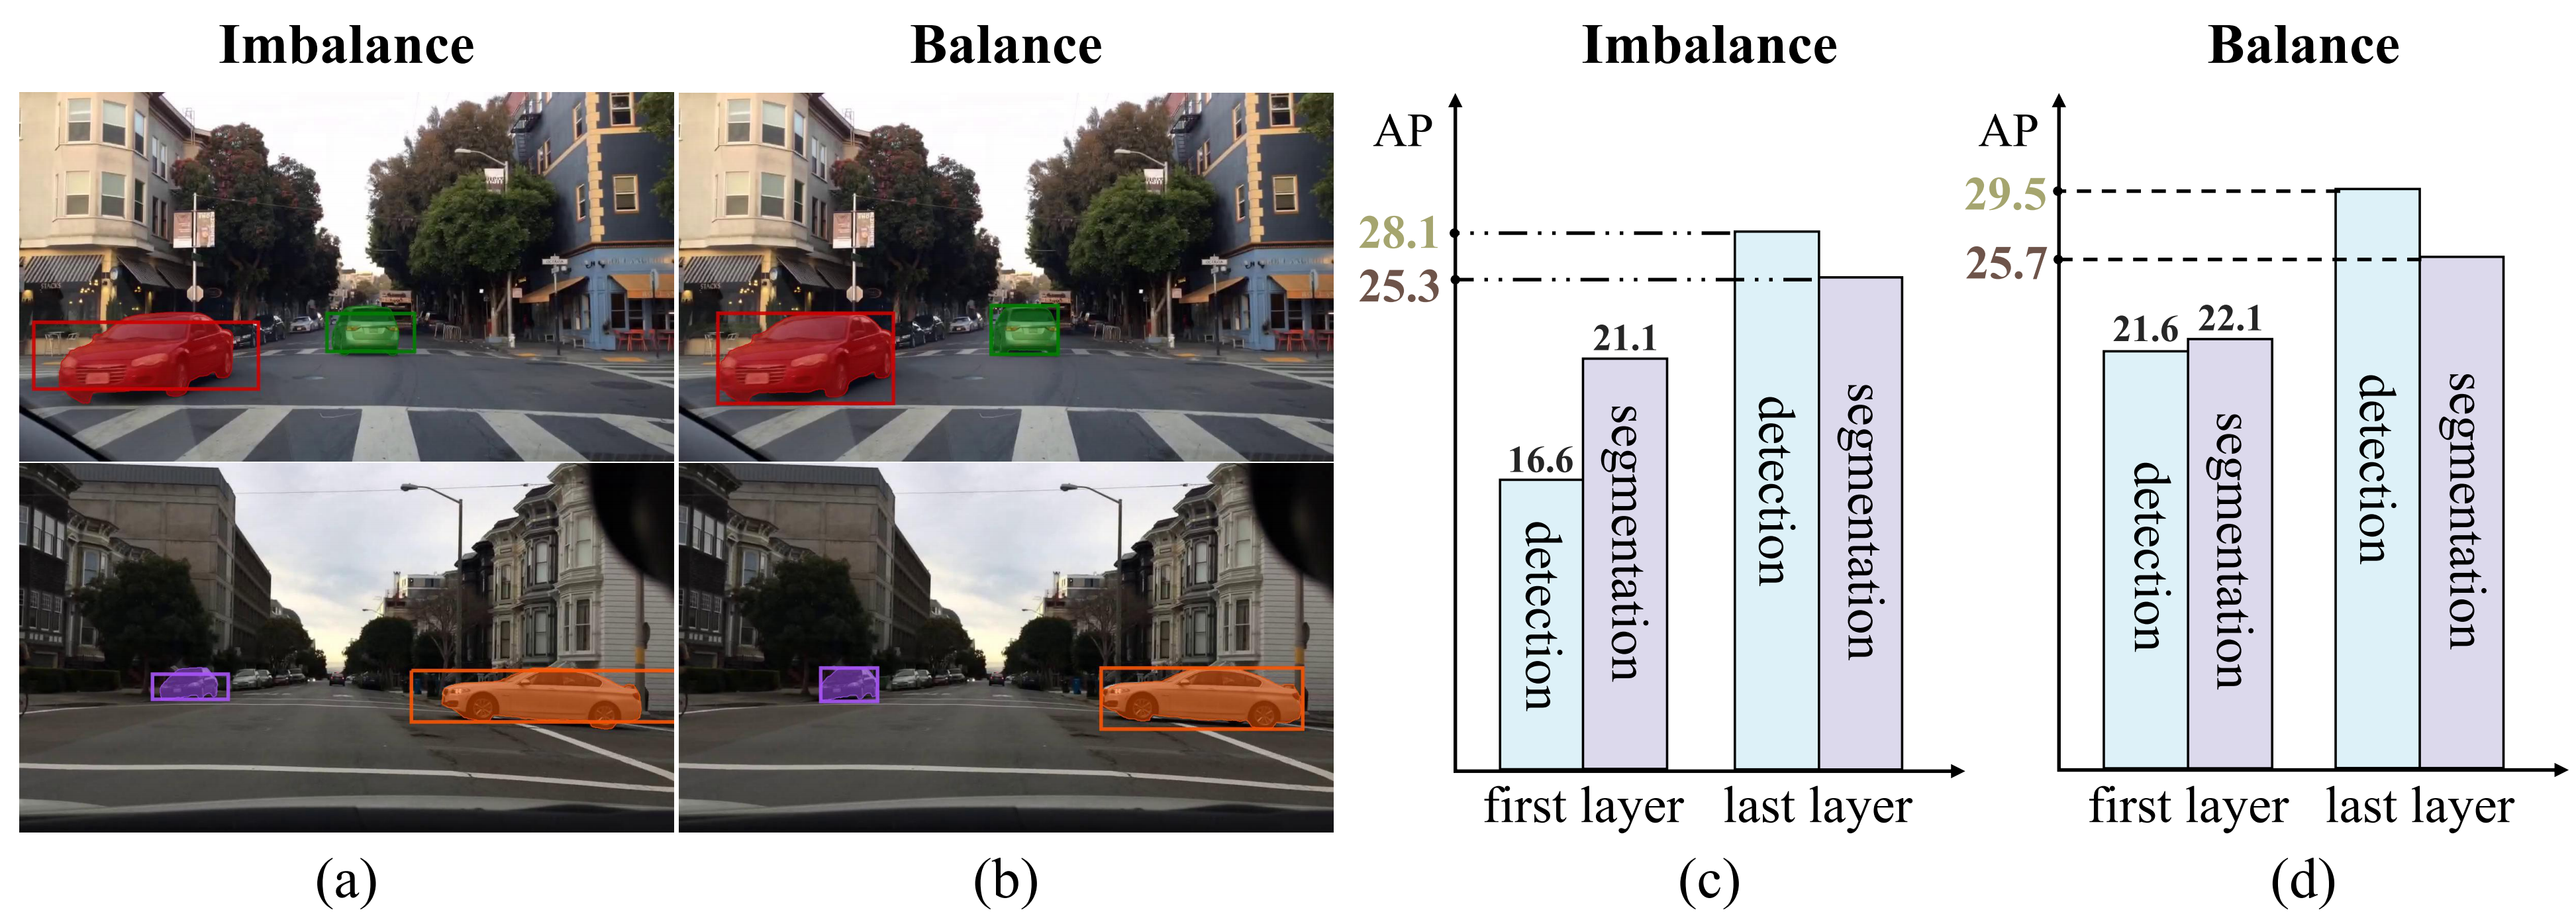 Imbalance
Balance
Imbalance
Balance
(a)
(b)
AP
28.1
25.3
16.6
21.1
detection
segmentation
detection
segmentation
first layer
last layer
(c)
AP
29.5
25.7
21.6
22.1
detection
segmentation
detection
segmentation
first layer
last layer
(d)